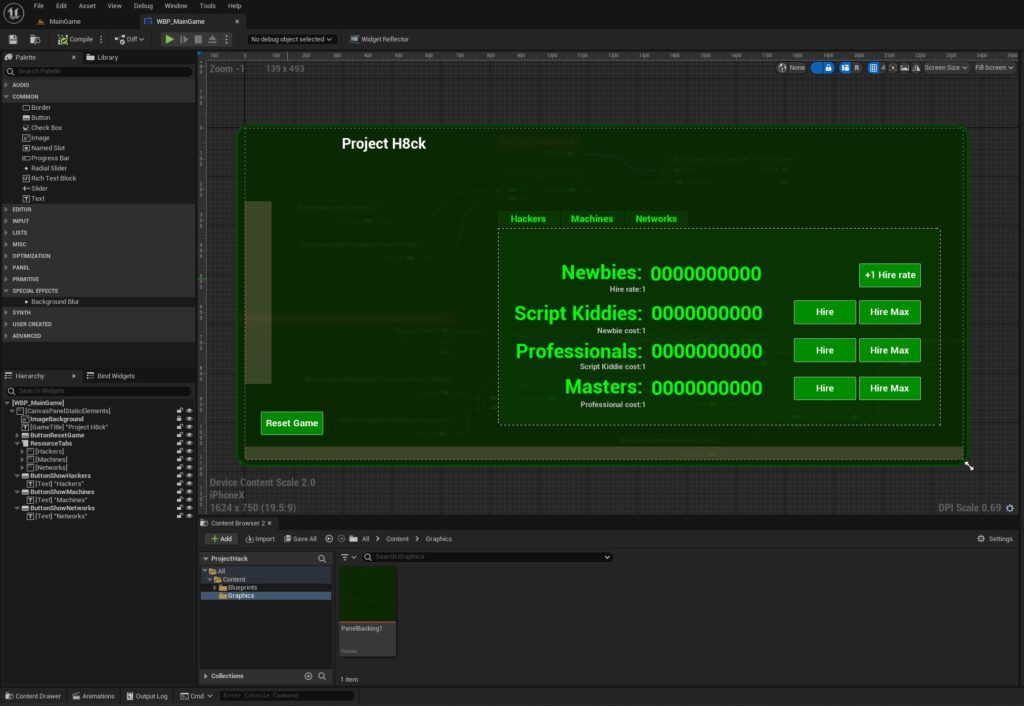 File Edit Asset View Debug Window Tools Help
MainGame WBP_MainGame
Compile Diff No debug object selected Widget Reflector
Palette Library
Search Palette
AUDIO
COMMON
Border
Button
Check Box
Image
Named Slot
Progress Bar
Radial Slider
Rich Text Block
Slider
Text
EDITOR
INPUT
LISTS
MISC
OPTIMIZATION
PANEL
PRIMITIVE
SPECIAL EFFECTS
Background Blur
SYNTH
USER CREATED
ADVANCED
Hierarchy Bind Widgets
Search Widgets
[WBP_MainGame]
[CanvasPanelStaticElements]
ImageBackground
[GameTitle] "Project H8ck"
ButtonResetGame
ResourceTabs
[Hackers]
[Machines]
[Networks]
ButtonShowHackers
[Text] "Hackers"
ButtonShowMachines
[Text] "Machines"
ButtonShowNetworks
[Text] "Networks"
Zoom -1 139 x 493
None R 4 Screen Size Fill Screen
Project H8ck
Hackers Machines Networks
Newbies: 0000000000 +1 Hire rate
Hire rate:1
Script Kiddies: 0000000000 Hire Hire Max
Newbie cost:1
Professionals: 0000000000 Hire Hire Max
Script Kiddie cost:1
Masters: 0000000000 Hire Hire Max
Professional cost:1
Reset Game
Device Content Scale 2.0
iPhoneX
1624 x 750 (19.5:9)
DPI Scale 0.69
Content Browser 2
Add Import Save All All Content Graphics Settings
ProjectHack
Search Graphics
All
Content
Blueprints
Graphics
PanelBacking1
Texture
Collections
1 item
Content Drawer Animations Output Log Cmd Enter Console Command